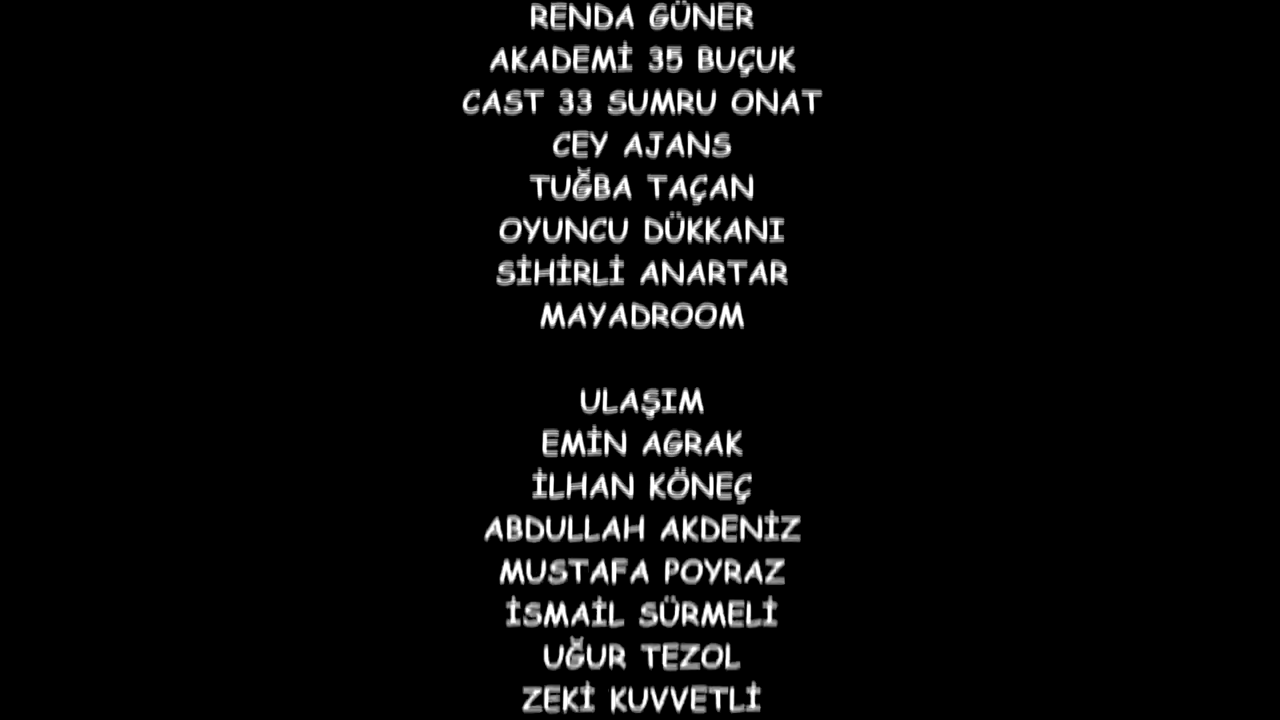 RENDA GÜNER
AKADEMİ 35 BUÇUK
CAST 33 SUMRU ONAT
CEY AJANS
TUĞBA TAÇAN
OYUNCU DÜKKANI
SİHİRLİ ANARTAR
MAYADROOM
ULAŞIM
EMİN AGRAK
İLHAN KÖNEÇ
ABDULLAH AKDENİZ
MUSTAFA POYRAZ
İSMAİL SÜRMELİ
UĞUR TEZOL
ZEKİ KUVVETLİ